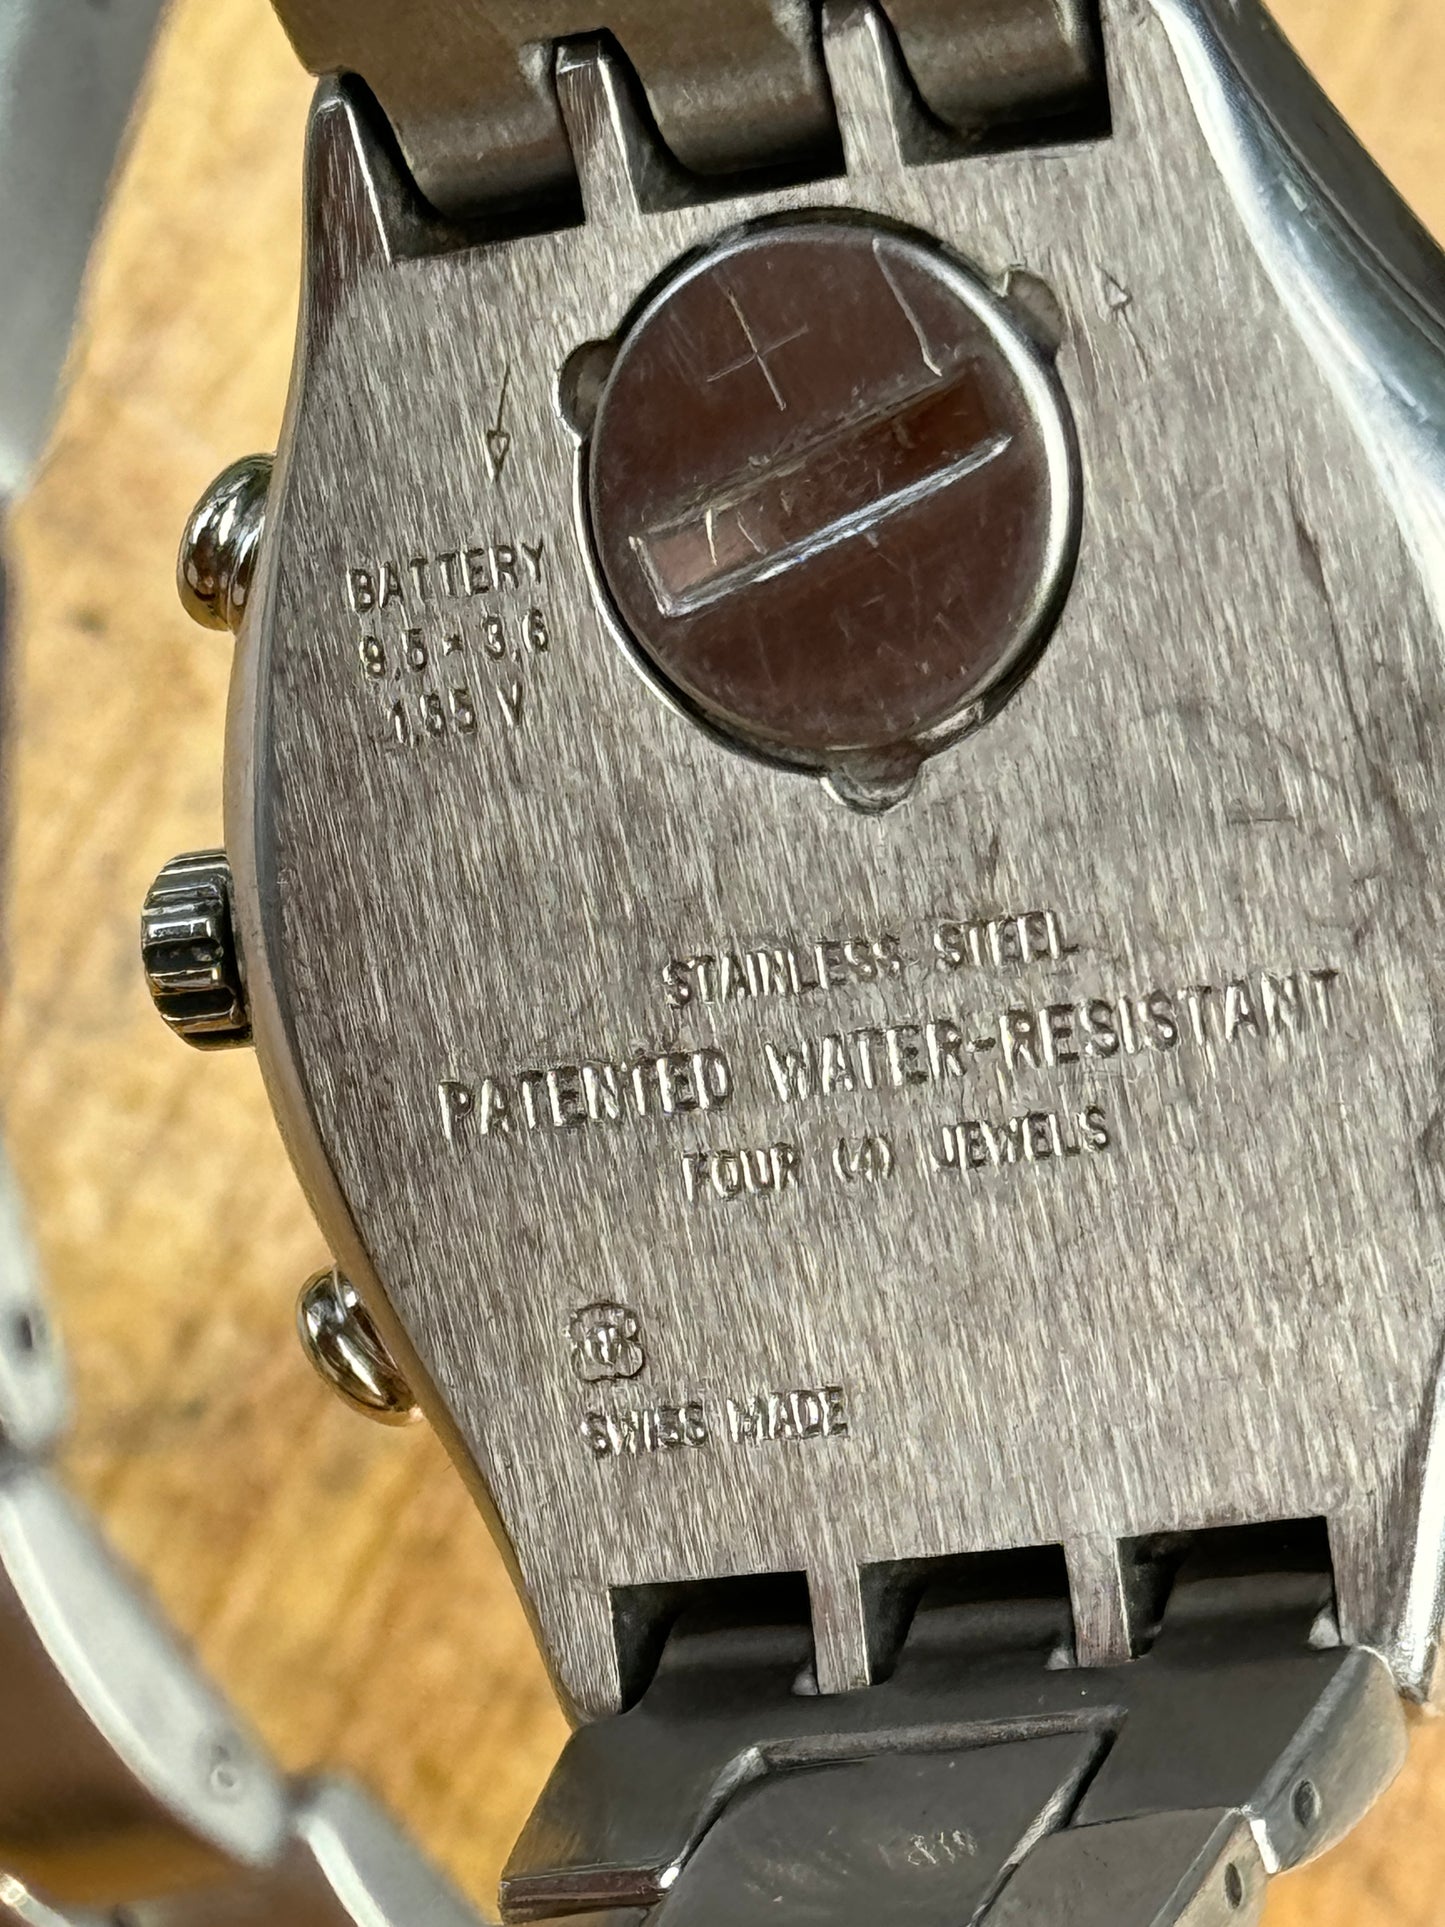 BATTERY
9,5 × 3,6
1,55 V
STAINLESS STEEL
PATENTED WATER-RESISTANT
FOUR (4) JEWELS
SWISS MADE